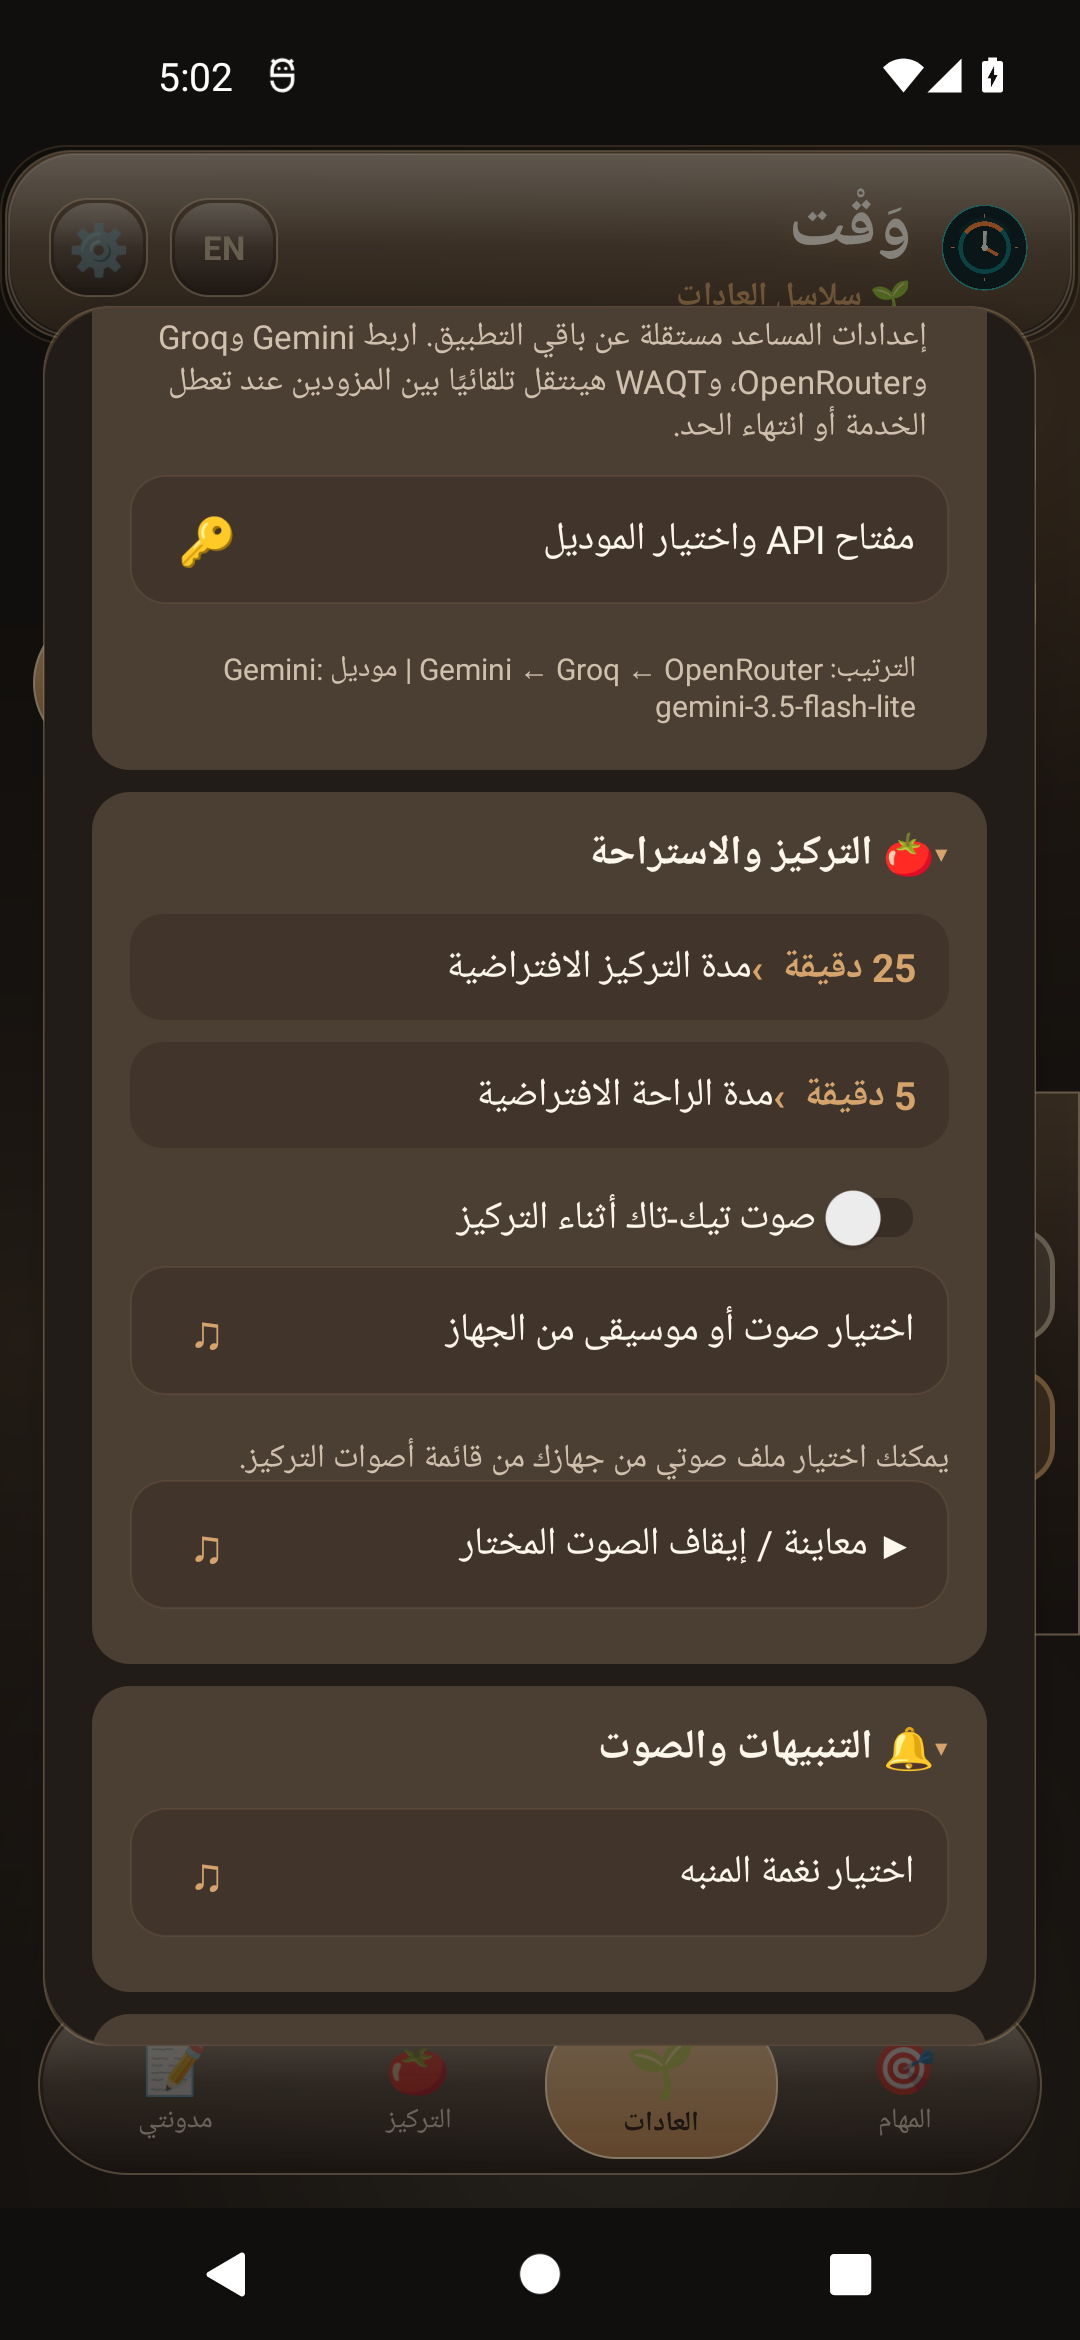 5:02
وَقْت
EN
🌱 سلاسل العادات
إعدادات المساعد مستقلة عن باقي التطبيق. اربط Gemini وGroq
وOpenRouter، وWAQT هينتقل تلقائيًا بين المزودين عند تعطل
الخدمة أو انتهاء الحد.
مفتاح API واختيار الموديل 🔑
الترتيب: Gemini ← Groq ← OpenRouter | موديل Gemini:
gemini-3.5-flash-lite
▾🍅 التركيز والاستراحة
25 دقيقة ‹مدة التركيز الافتراضية
5 دقيقة ‹مدة الراحة الافتراضية
صوت تيك-تاك أثناء التركيز
اختيار صوت أو موسيقى من الجهاز ♫
يمكنك اختيار ملف صوتي من جهازك من قائمة أصوات التركيز.
▶ معاينة / إيقاف الصوت المختار ♫
▾🔔 التنبيهات والصوت
اختيار نغمة المنبه ♫
المهام
العادات
التركيز
مدونتي